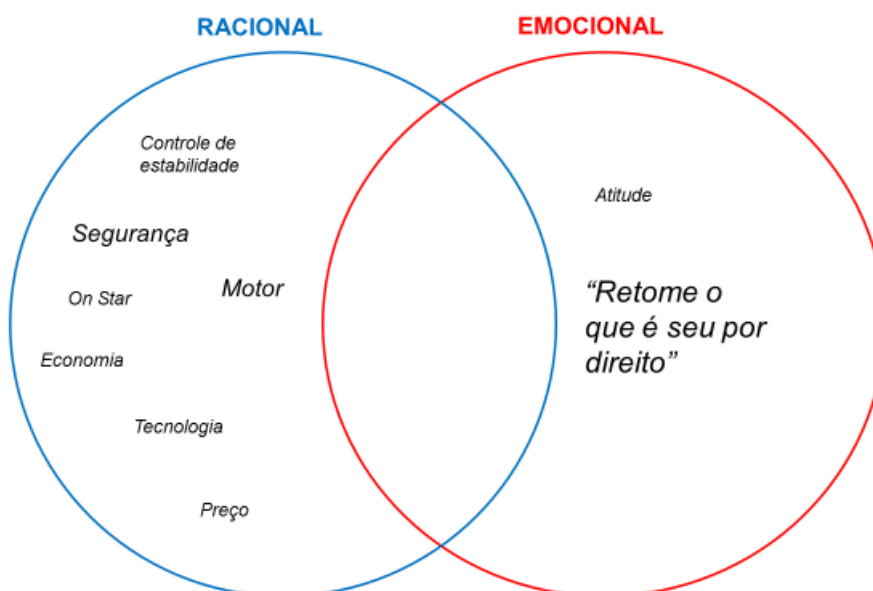 RACIONAL
EMOCIONAL
Controle de
estabilidade
Segurança
On Star
Motor
Economia
Tecnologia
Preço
Atitude
“Retome o
que é seu por
direito”